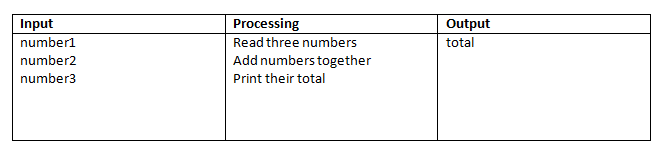 Input Processing Output
number1 Read three numbers total
number2 Add numbers together
number3 Print their total